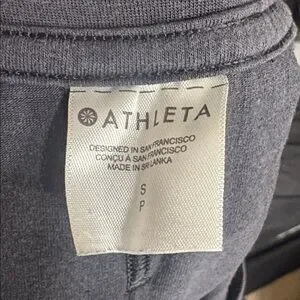 ATHLETA
DESIGNED IN SAN FRANCISCO
CONÇU À SAN FRANCISCO
MADE IN SRI LANKA
S
P